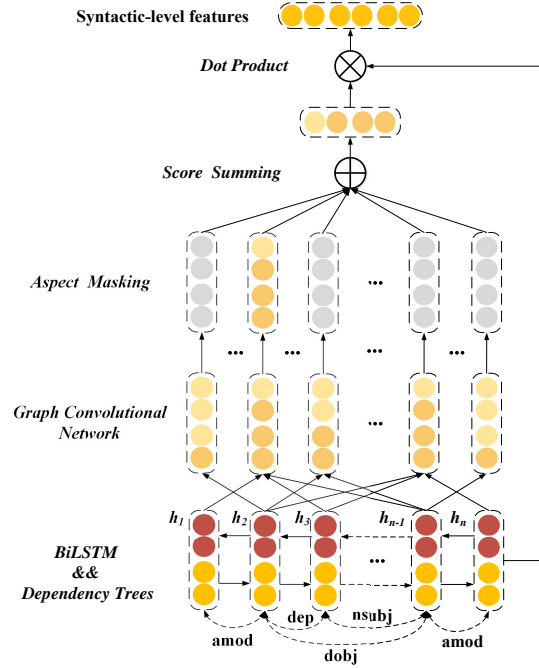 Syntactic-level features
Dot Product
Score Summing
Aspect Masking
...
... ... ... ...
Graph Convolutional
Network
...
h1 h2 h3 hn-1 hn
BiLSTM
&&
Dependency Trees
...
amod dep nsubj amod
dobj